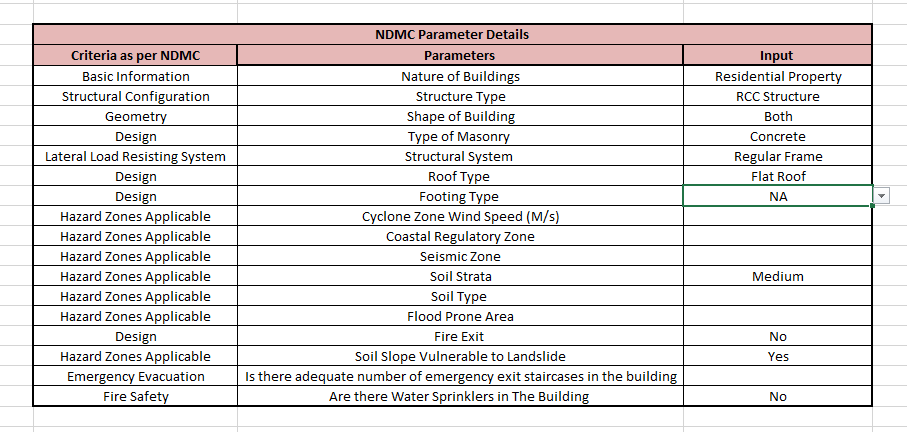 NDMC Parameter Details
Criteria as per NDMC Parameters Input
Basic Information Nature of Buildings Residential Property
Structural Configuration Structure Type RCC Structure
Geometry Shape of Building Both
Design Type of Masonry Concrete
Lateral Load Resisting System Structural System Regular Frame
Design Roof Type Flat Roof
Design Footing Type NA
Hazard Zones Applicable Cyclone Zone Wind Speed (M/s)
Hazard Zones Applicable Coastal Regulatory Zone
Hazard Zones Applicable Seismic Zone
Hazard Zones Applicable Soil Strata Medium
Hazard Zones Applicable Soil Type
Hazard Zones Applicable Flood Prone Area
Design Fire Exit No
Hazard Zones Applicable Soil Slope Vulnerable to Landslide Yes
Emergency Evacuation Is there adequate number of emergency exit staircases in the building
Fire Safety Are there Water Sprinklers in The Building No